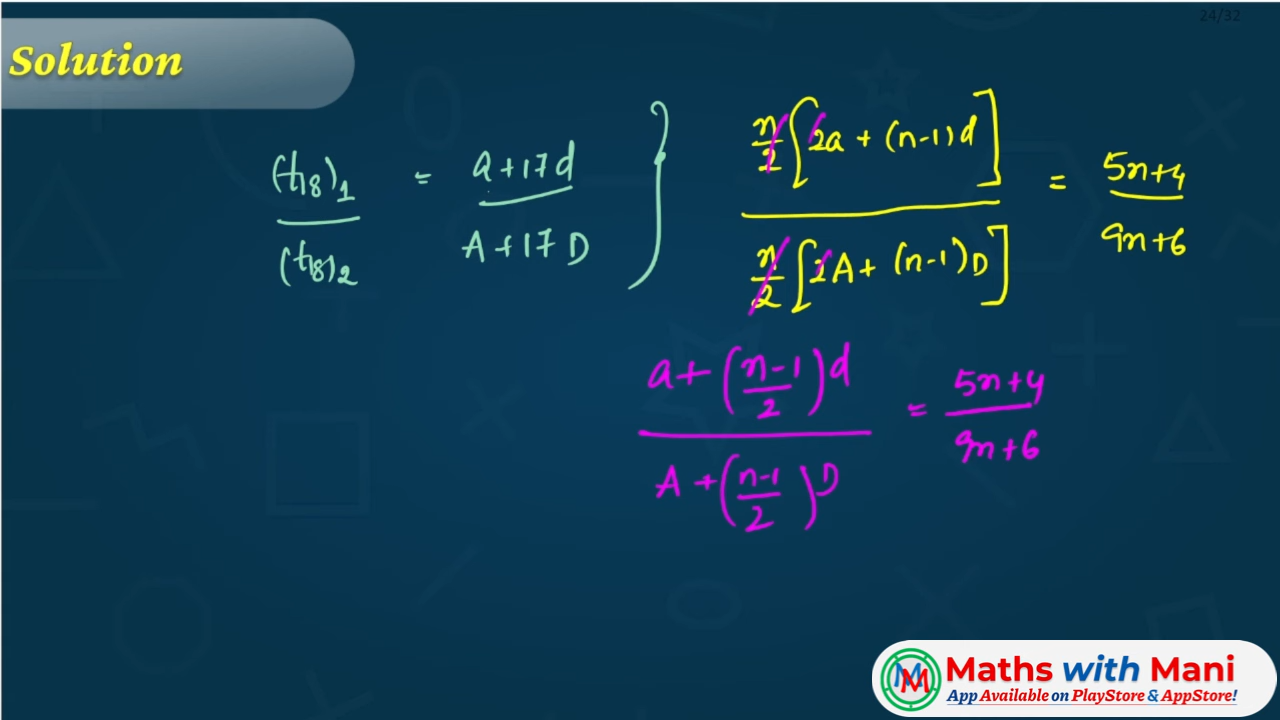 24/32
Solution
(t18)1 / (t18)2 = a+17d / A+17D }
n/2 [2a + (n-1)d] / n/2 [2A + (n-1)D] = 5n+4 / 9n+6
a+(n-1/2)d / A+(n-1/2)D = 5n+4 / 9n+6
Maths with Mani
App Available on PlayStore & AppStore!